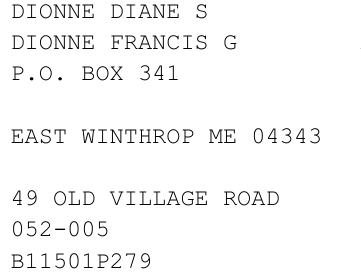 DIONNE DIANE S
DIONNE FRANCIS G
P.O. BOX 341
EAST WINTHROP ME 04343
49 OLD VILLAGE ROAD
052-005
B11501P279